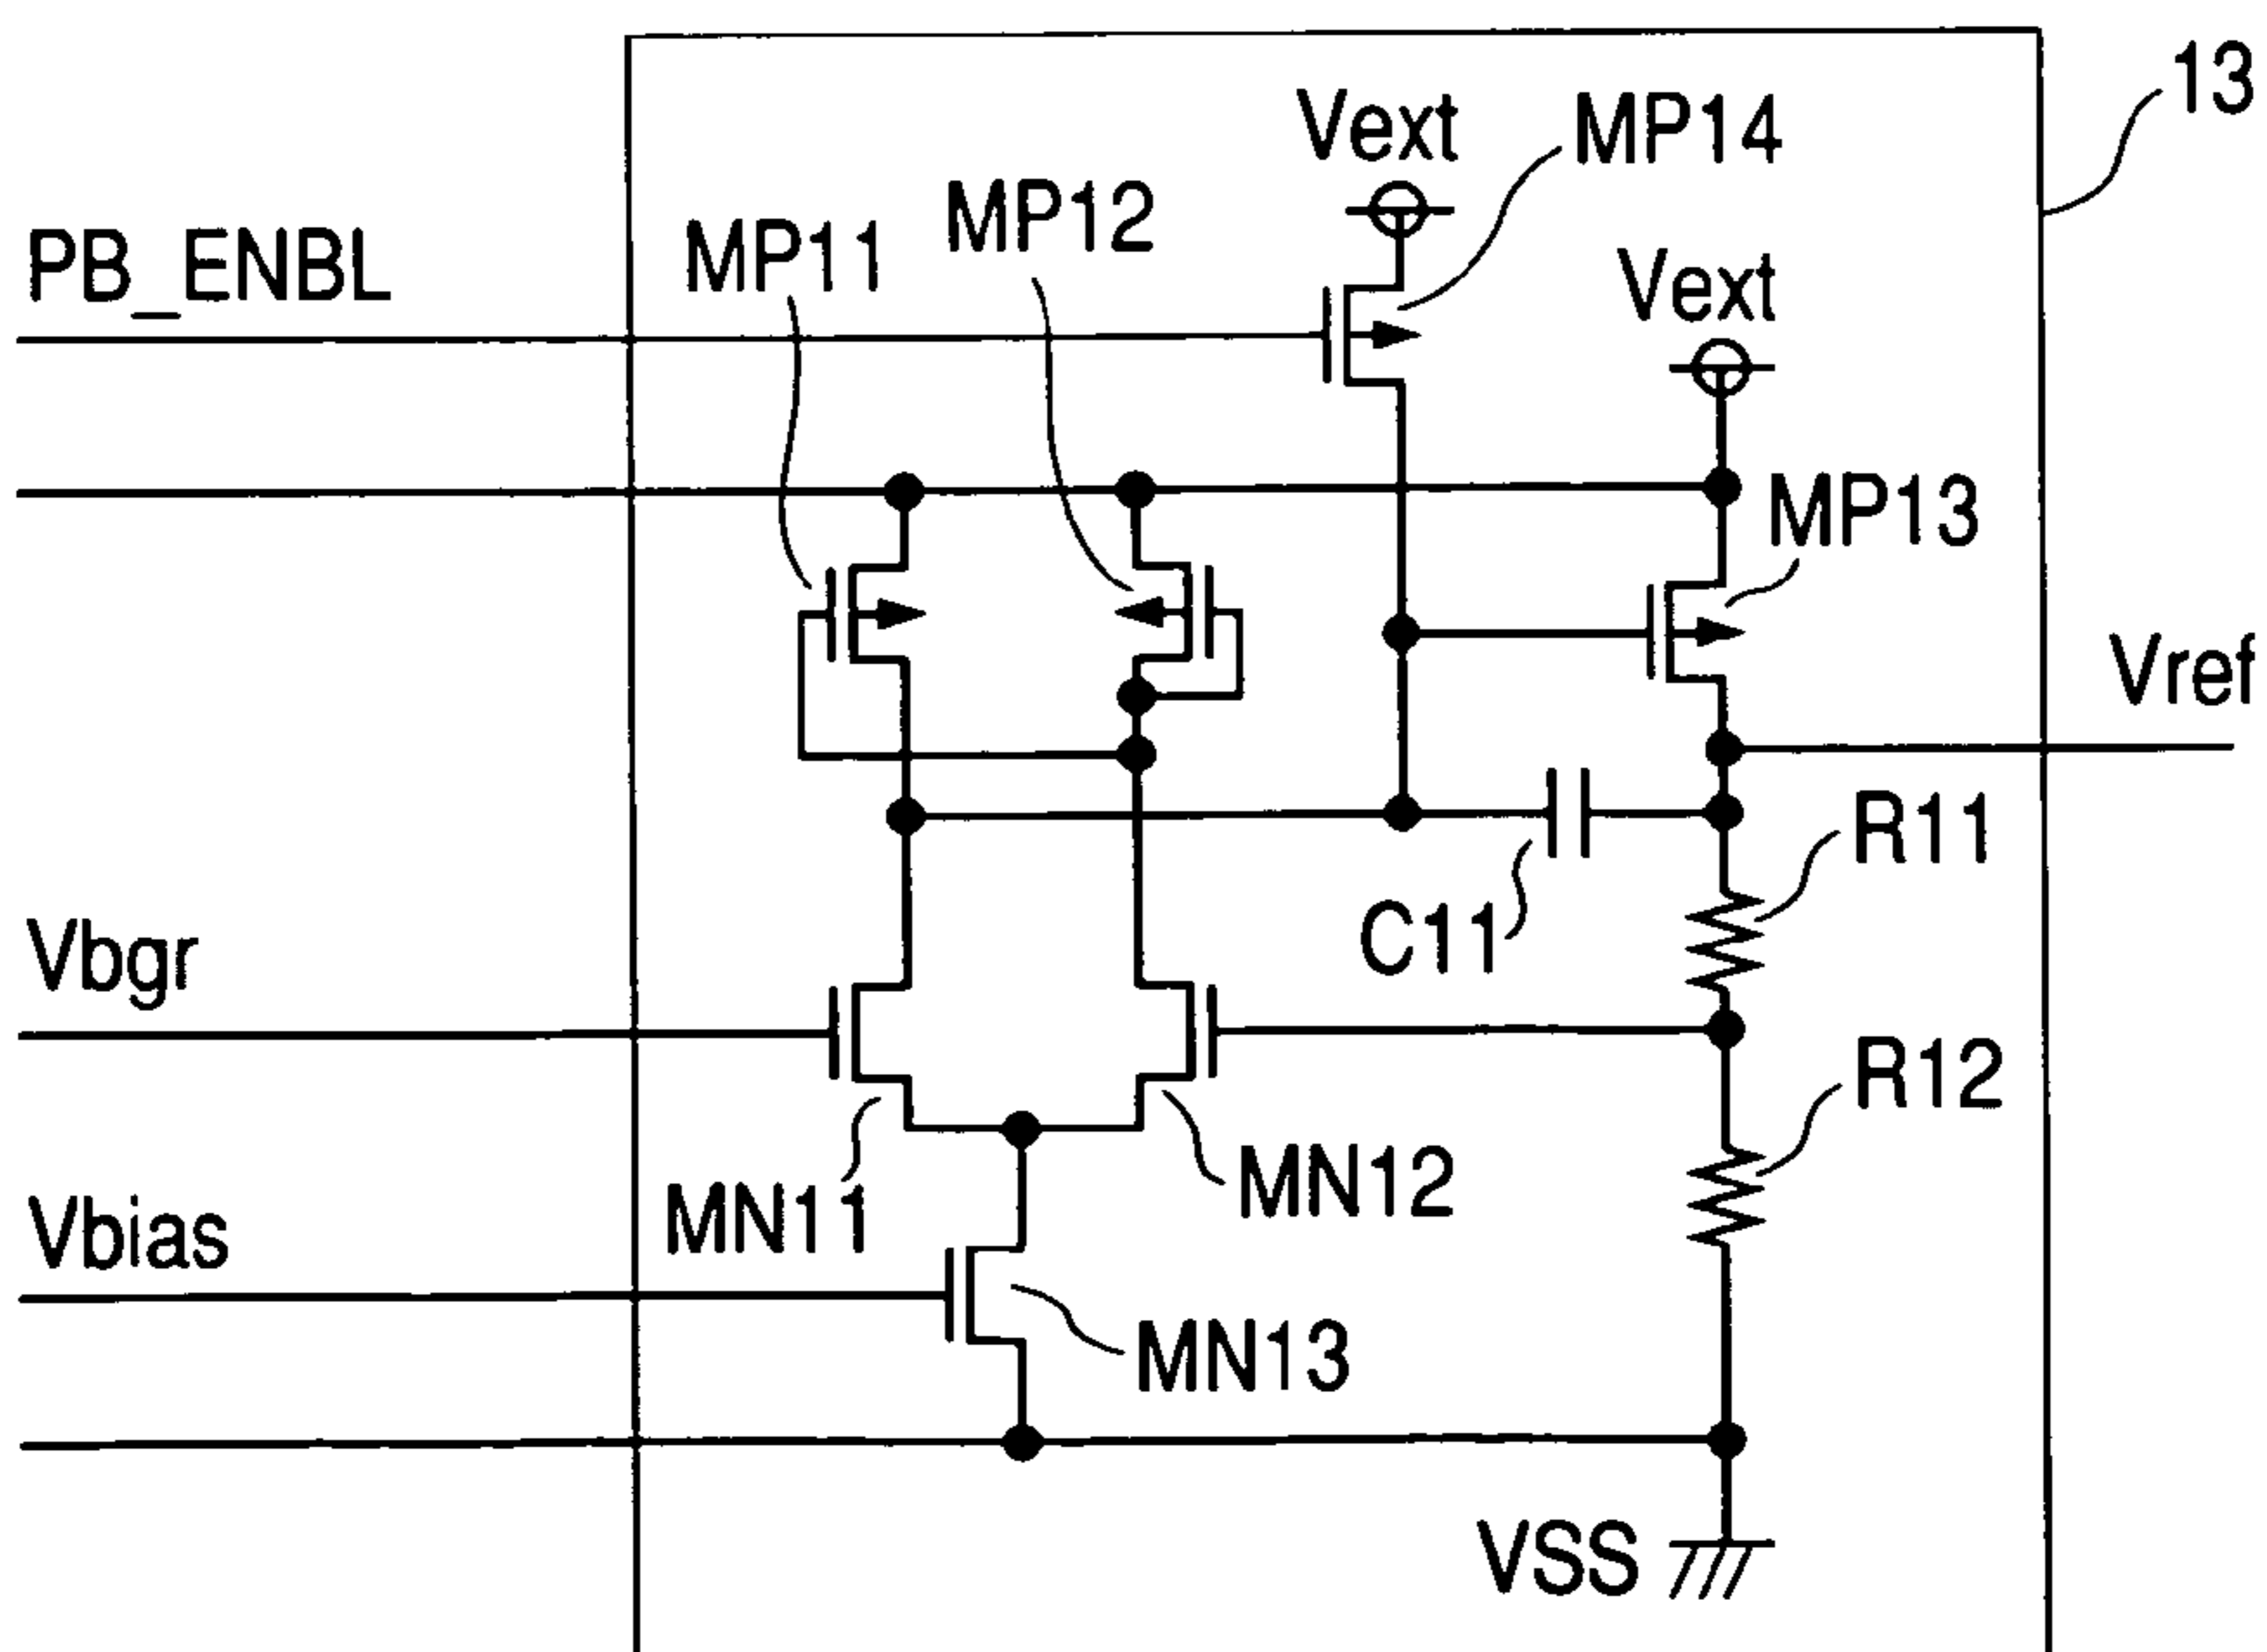 13
Vext
MP14
MP12
MP11
PB_ENBL
Vext
MP13
Vref
R11
C11
Vbgr
R12
MN12
MN11
Vbias
MN13
VSS